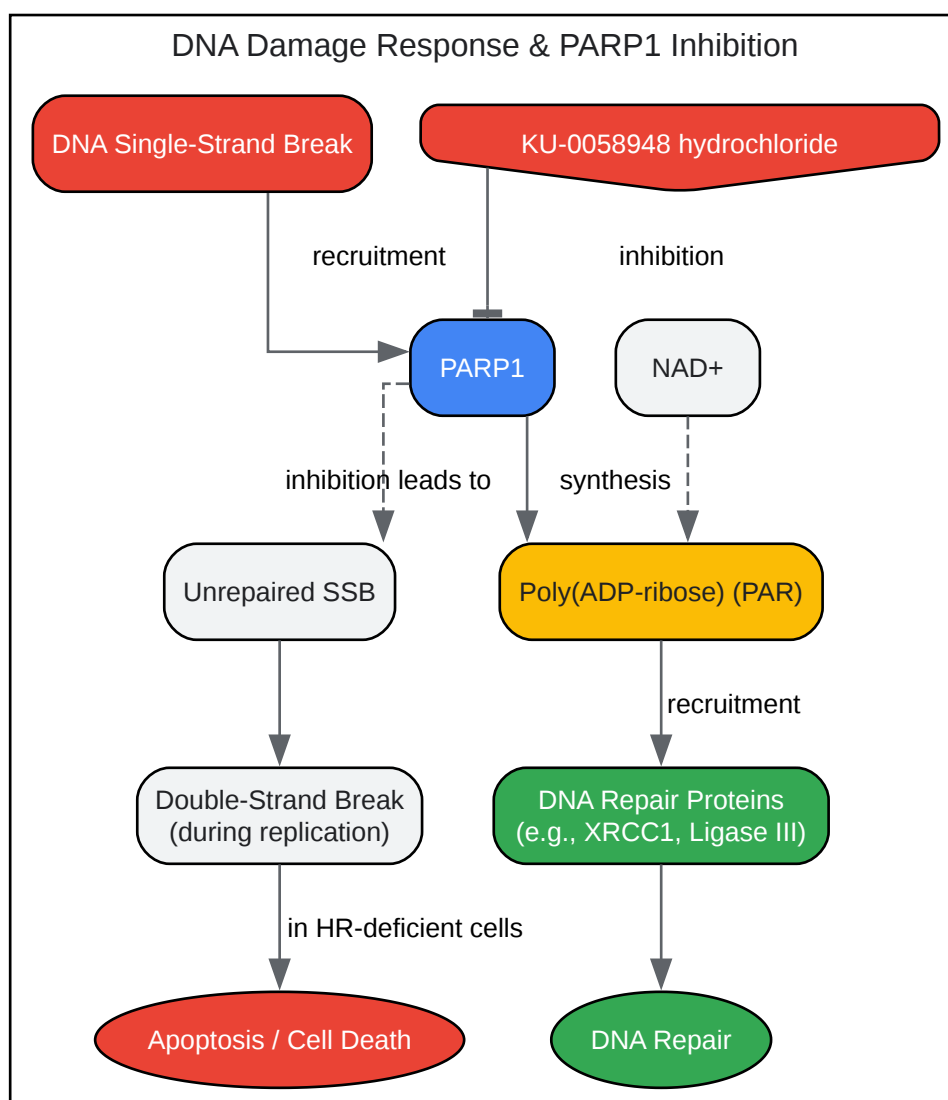 DNA Damage Response & PARP1 Inhibition
DNA Single-Strand Break
KU-0058948 hydrochloride
recruitment
inhibition
PARP1
NAD+
inhibition leads to
synthesis
Unrepaired SSB
Poly(ADP-ribose) (PAR)
recruitment
Double-Strand Break
(during replication)
DNA Repair Proteins
(e.g., XRCC1, Ligase III)
in HR-deficient cells
Apoptosis / Cell Death
DNA Repair